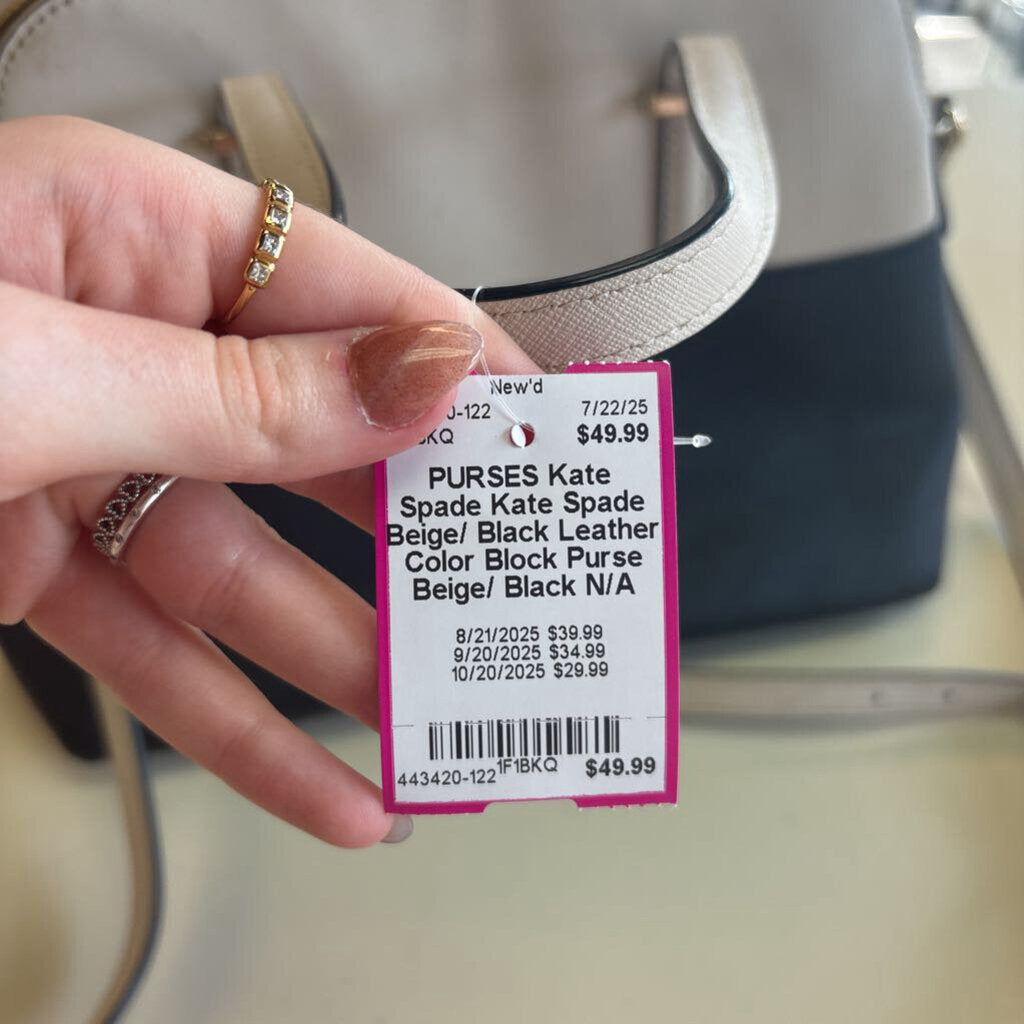 New'd
-122 7/22/25
KQ $49.99
PURSES Kate
Spade Kate Spade
Beige/ Black Leather
Color Block Purse
Beige/ Black N/A
8/21/2025 $39.99
9/20/2025 $34.99
10/20/2025 $29.99
443420-122 1F1BKQ $49.99